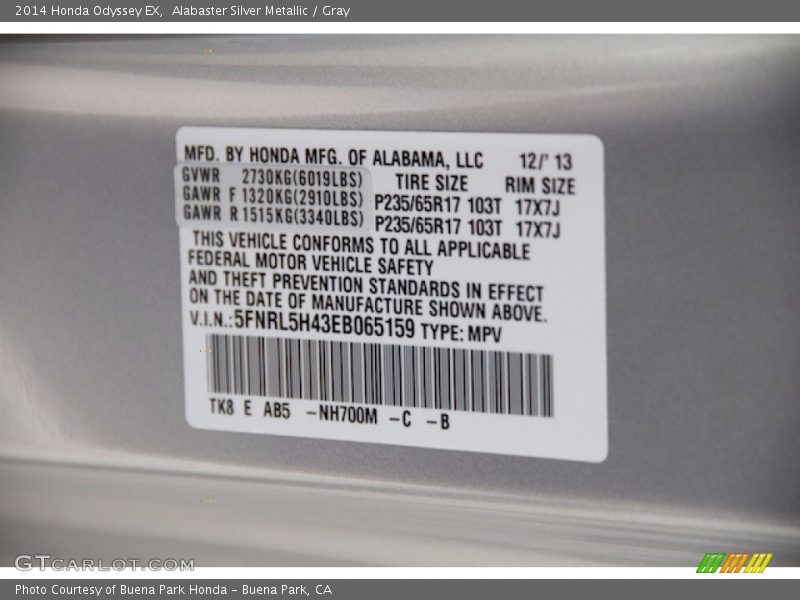 2014 Honda Odyssey EX, Alabaster Silver Metallic / Gray
MFD. BY HONDA MFG. OF ALABAMA, LLC 12/' 13
GVWR 2730KG(6019LBS) TIRE SIZE RIM SIZE
GAWR F 1320KG(2910LBS) P235/65R17 103T 17X7J
GAWR R 1515KG(3340LBS) P235/65R17 103T 17X7J
THIS VEHICLE CONFORMS TO ALL APPLICABLE
FEDERAL MOTOR VEHICLE SAFETY
AND THEFT PREVENTION STANDARDS IN EFFECT
ON THE DATE OF MANUFACTURE SHOWN ABOVE.
V.I.N.:5FNRL5H43EB065159 TYPE: MPV
TK8 E AB5 -NH700M -C -B
GTCARLOT.COM
Photo Courtesy of Buena Park Honda - Buena Park, CA